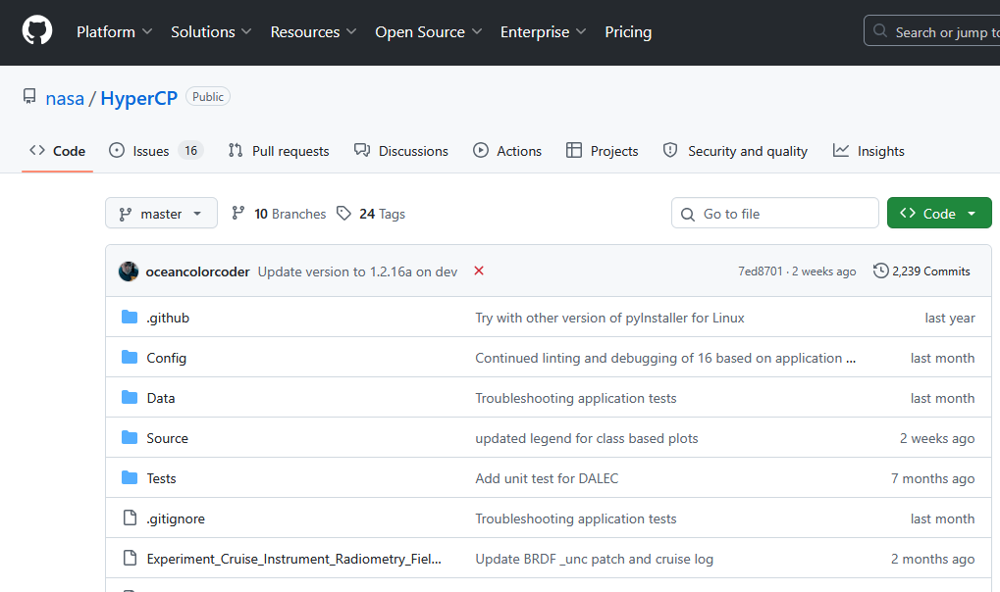 Platform Solutions Resources Open Source Enterprise Pricing Search or jump to
nasa / HyperCP Public
Code Issues 16 Pull requests Discussions Actions Projects Security and quality Insights
master 10 Branches 24 Tags Go to file Code
oceancolorcoder Update version to 1.2.16a on dev 7ed8701 · 2 weeks ago 2,239 Commits
.github Try with other version of pyInstaller for Linux last year
Config Continued linting and debugging of 16 based on application ... last month
Data Troubleshooting application tests last month
Source updated legend for class based plots 2 weeks ago
Tests Add unit test for DALEC 7 months ago
.gitignore Troubleshooting application tests last month
Experiment_Cruise_Instrument_Radiometry_Fiel... Update BRDF _unc patch and cruise log 2 months ago